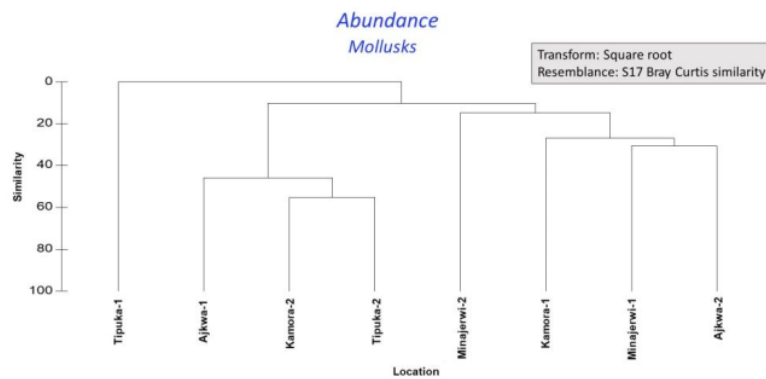 Abundance
Mollusks
Transform: Square root
Resemblance: S17 Bray Curtis similarity
0
20
40
60
80
100
Similarity
Tipuka-1
Ajkwa-1
Kamora-2
Tipuka-2
Minajerwi-2
Kamora-1
Minajerwi-1
Ajkwa-2
Location